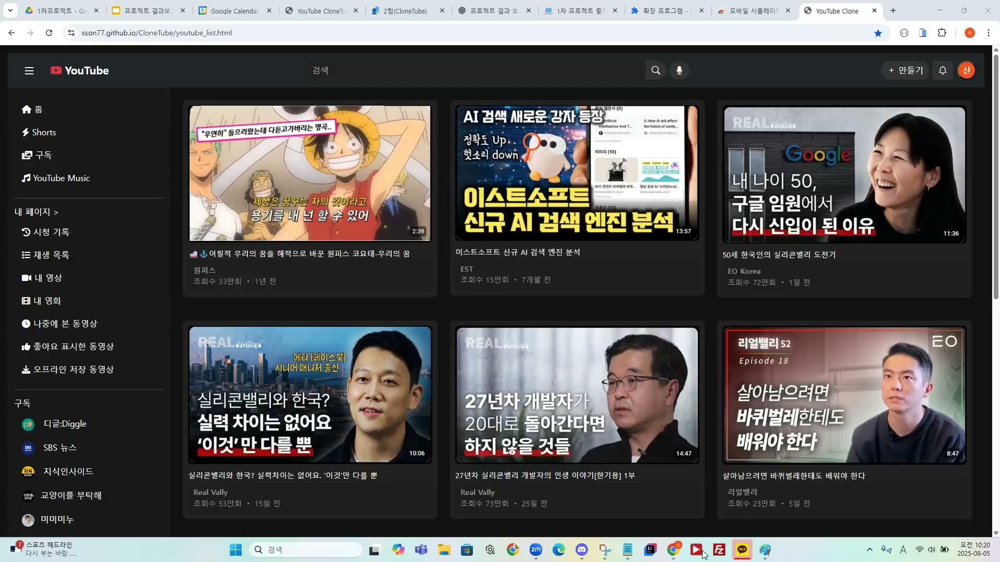 1차프로젝트 - Go
프로젝트 결과보고
Google Calendar
YouTube CloneTu
2팀(CloneTube)
프로젝트 결과 보
1차 프로젝트 출
확장 프로그램 -
모바일 시뮬레이터
YouTube Clone
sson77.github.io/CloneTube/youtube_list.html
산
YouTube
검색
+ 만들기
산
홈
Shorts
구독
YouTube Music
내 페이지 >
시청 기록
재생 목록
내 영상
내 영화
나중에 본 동영상
좋아요 표시한 동영상
오프라인 저장 동영상
구독
디글:Diggle
SBS 뉴스
지식인사이드
교양이를 부탁해
미미미누
"우연히" 들으러왔는데 다듣고가버리는 명곡..
세상은 꿈꾸는 자의 것이라고
용기를 내 넌 할 수 있어
2:39
어릴적 우리의 꿈을 해적으로 바꾼 원피스 코요태-우리의 꿈
원피스
조회수 33만회 • 1년 전
AI 검색 새로운 강자 등장
정확도 Up
헛소리 down
출처 웹문서 (6)
Intelligence And T...
3. How AI will affect
the future of conte...
이미지 (10)
이스트소프트
신규 AI 검색 엔진 분석
13:57
이스트소프트 신규 AI 검색 엔진 분석
EST
조회수 15만회 • 7개월 전
REAL Valley
Google
내 나이 50,
구글 임원에서
다시 신입이 된 이유
11:36
50세 한국인의 실리콘밸리 도전기
EO Korea
조회수 72만회 • 1일 전
REAL Valley
메타 (페이스북)
시니어 매니저 출신
실리콘밸리와 한국?
실력 차이는 없어요
‘이것’만 다를 뿐
10:06
실리콘밸리와 한국? 실력차이는 없어요. '이것'만 다를 뿐
Real Vally
조회수 53만회 • 15일 전
REAL Valley
27년차 개발자가
20대로 돌아간다면
하지 않을 것들
14:47
27년차 실리콘밸리 개발자의 인생 이야기[한기용] 1부
Real Vally
조회수 73만회 • 25일 전
리얼밸리 S2
Episode 18
EO
살아남으려면
바퀴벌레한테도
배워야 한다
8:47
살아남으려면 바퀴벌레한테도 배워야 한다
리얼밸리
조회수 23만회 • 5일 전
7
스포츠 헤드라인
다시 부는 바람......
검색
zm
FZ
TALK
A
오전 10:20
2025-08-05